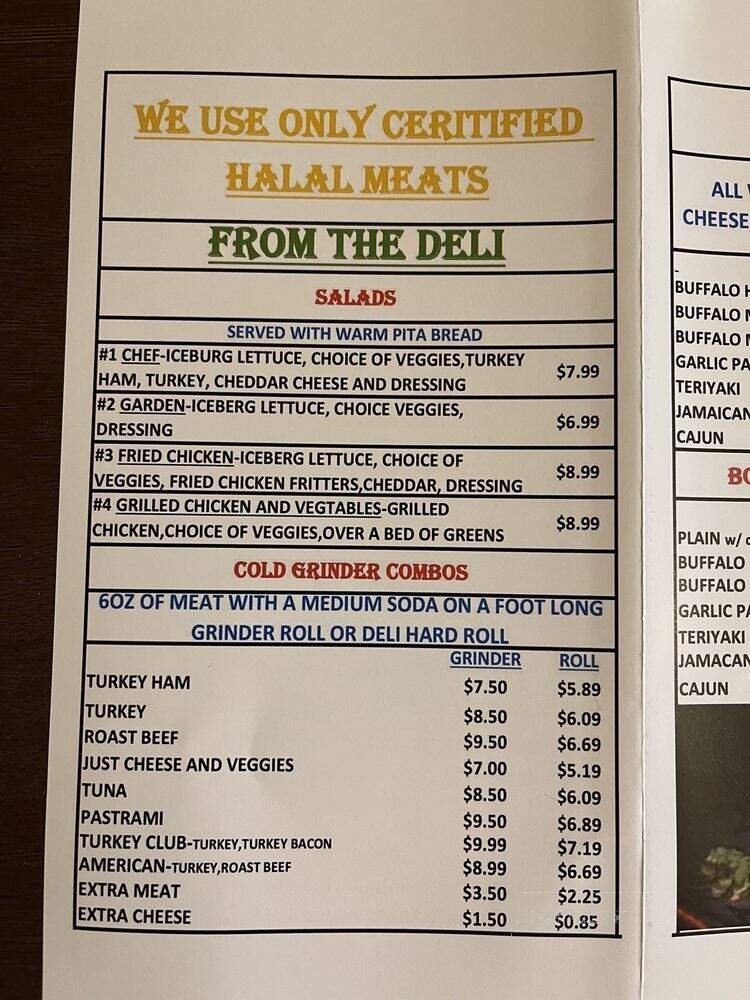 WE USE ONLY CERITIFIED
HALAL MEATS
FROM THE DELI
SALADS
SERVED WITH WARM PITA BREAD
#1 CHEF-ICEBURG LETTUCE, CHOICE OF VEGGIES,TURKEY
HAM, TURKEY, CHEDDAR CHEESE AND DRESSING $7.99
#2 GARDEN-ICEBERG LETTUCE, CHOICE VEGGIES,
DRESSING $6.99
#3 FRIED CHICKEN-ICEBERG LETTUCE, CHOICE OF
VEGGIES, FRIED CHICKEN FRITTERS,CHEDDAR, DRESSING $8.99
#4 GRILLED CHICKEN AND VEGTABLES-GRILLED
CHICKEN,CHOICE OF VEGGIES,OVER A BED OF GREENS $8.99
COLD GRINDER COMBOS
6OZ OF MEAT WITH A MEDIUM SODA ON A FOOT LONG
GRINDER ROLL OR DELI HARD ROLL
GRINDER ROLL
TURKEY HAM $7.50 $5.89
TURKEY $8.50 $6.09
ROAST BEEF $9.50 $6.69
JUST CHEESE AND VEGGIES $7.00 $5.19
TUNA $8.50 $6.09
PASTRAMI $9.50 $6.89
TURKEY CLUB-TURKEY,TURKEY BACON $9.99 $7.19
AMERICAN-TURKEY,ROAST BEEF $8.99 $6.69
EXTRA MEAT $3.50 $2.25
EXTRA CHEESE $1.50 $0.85
ALL
CHEESE,
-
BUFFALO
BUFFALO
BUFFALO
GARLIC
TERIYAKI
JAMAICAN
CAJUN
PLAIN w/
BUFFALO
BUFFALO
GARLIC
TERIYAKI
JAMACAN
CAJUN